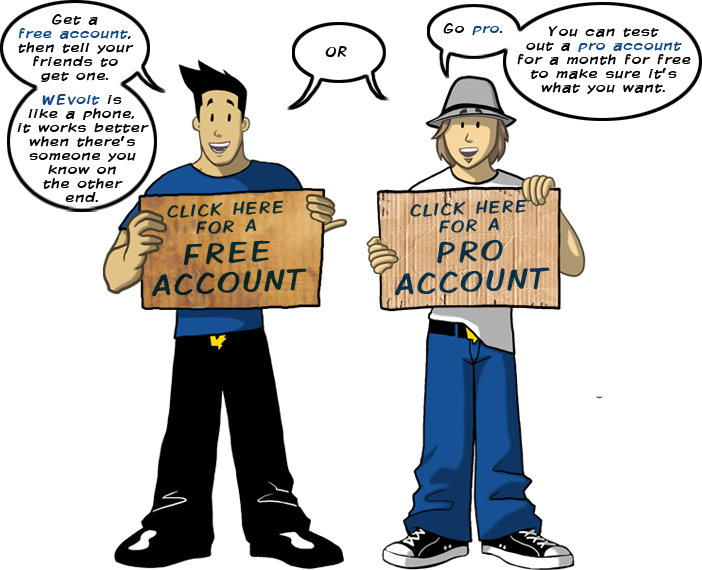 Get a
free account,
then tell your
friends to
get one.
WEvolt is
like a phone,
it works better
when there's
someone you
know on
the other
end.
OR
Go pro.
You can test
out a pro account
for a month for free
to make sure it's
what you want.
CLICK HERE
FOR A
FREE
ACCOUNT
CLICK HERE
FOR A
PRO
ACCOUNT